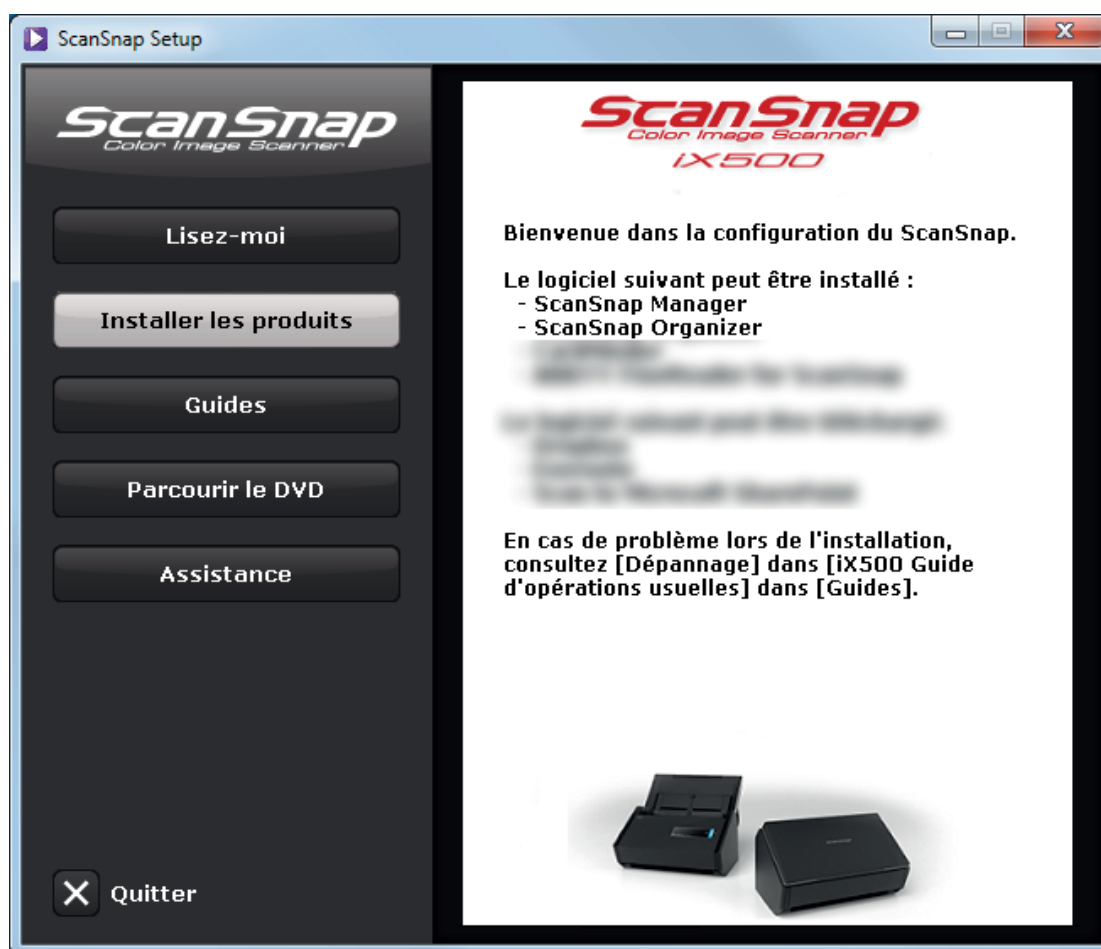 ScanSnap Setup
ScanSnap
Color Image Scanner
Lisez-moi
Installer les produits
Guides
Parcourir le DVD
Assistance
Quitter
ScanSnap
Color Image Scanner
iX500
Bienvenue dans la configuration du ScanSnap.
Le logiciel suivant peut être installé :
- ScanSnap Manager
- ScanSnap Organizer
En cas de problème lors de l'installation,
consultez [Dépannage] dans [iX500 Guide
d'opérations usuelles] dans [Guides].